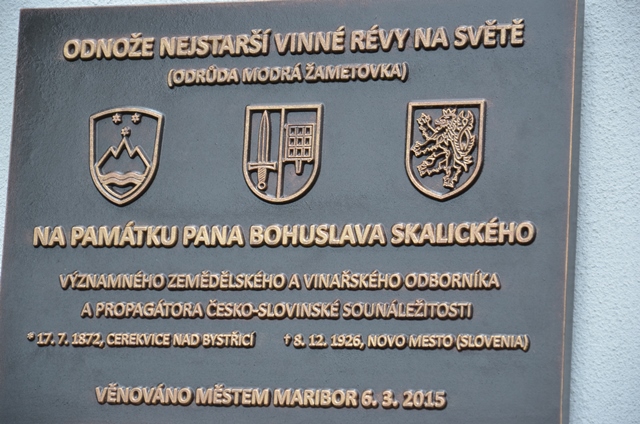 ODNOŽE NEJSTARŠÍ VINNÉ RÉVY NA SVĚTĚ
(ODRŮDA MODRÁ ŽAMETOVKA)
NA PAMÁTKU PANA BOHUSLAVA SKALICKÉHO
VÝZNAMNÉHO ZEMĚDĚLSKÉHO A VINAŘSKÉHO ODBORNÍKA
A PROPAGÁTORA ČESKO-SLOVINSKÉ SOUNÁLEŽITOSTI
* 17. 7. 1872, CEREKVICE NAD BYSTŘICÍ † 8. 12. 1926, NOVO MESTO (SLOVENIA)
VĚNOVÁNO MĚSTEM MARIBOR 6. 3. 2015